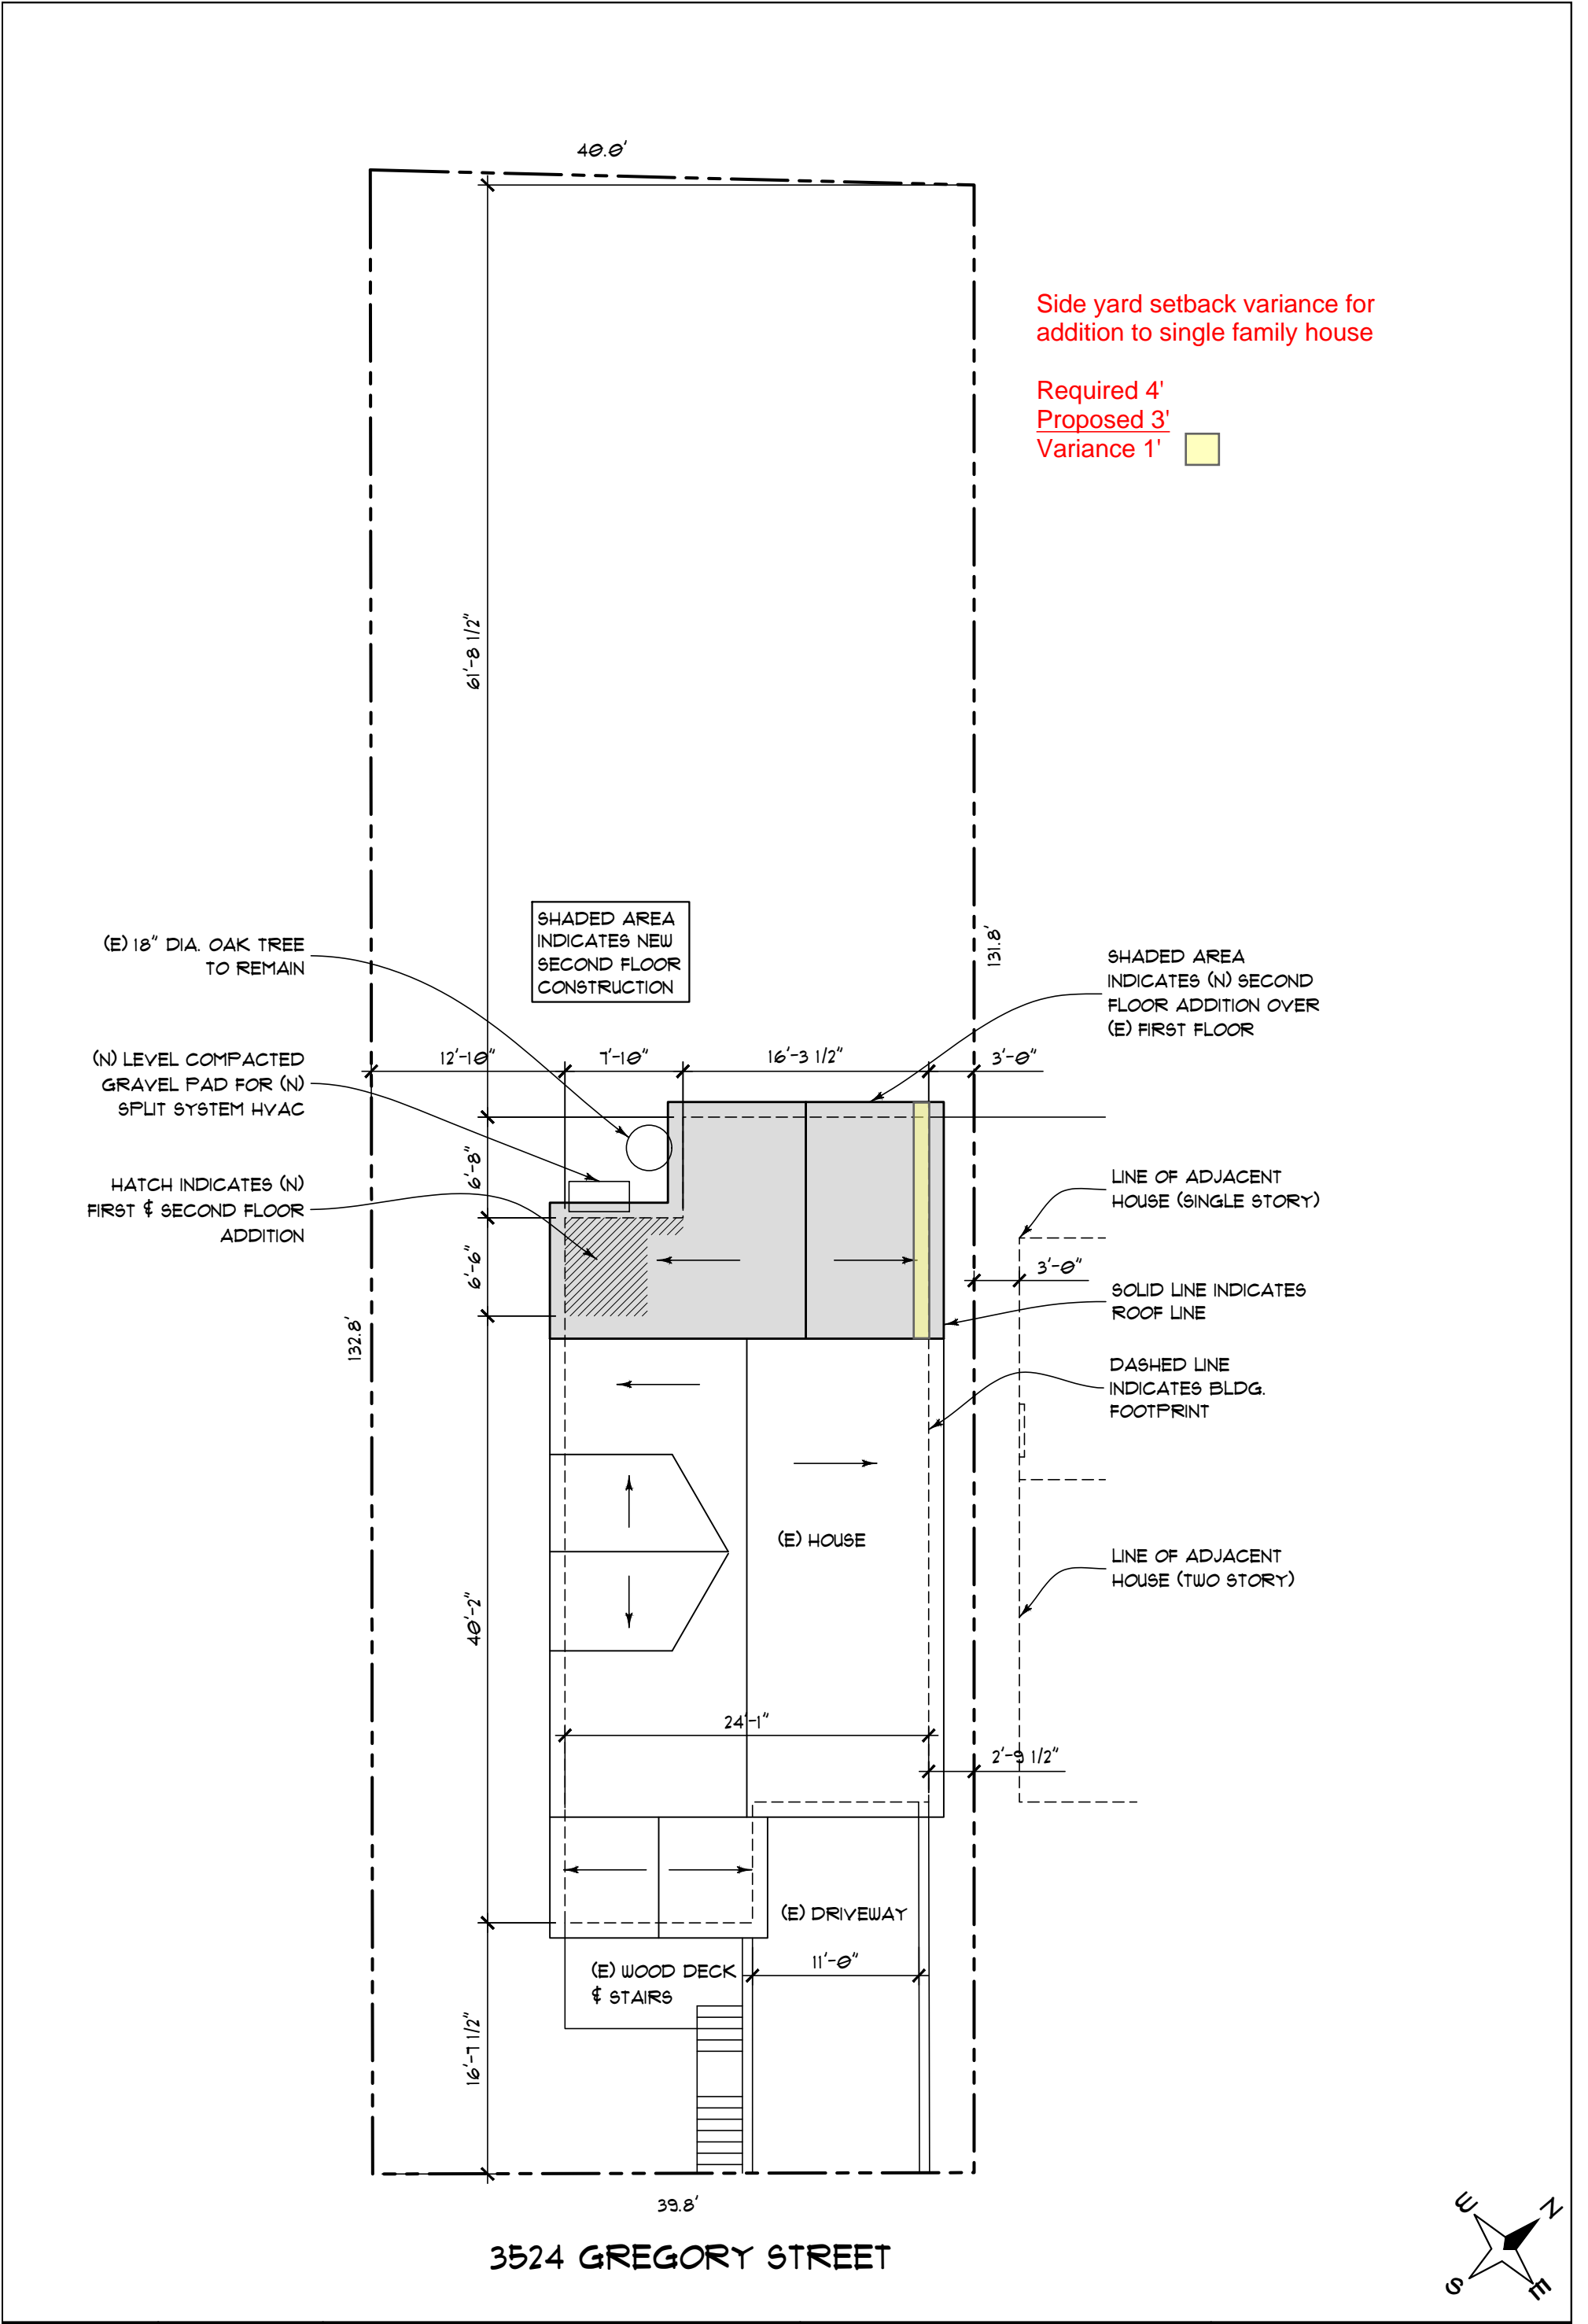 40.0'
Side yard setback variance for
addition to single family house
Required 4'
Proposed 3'
Variance 1'
61'-8 1/2"
(E) 18" DIA. OAK TREE
TO REMAIN
SHADED AREA
INDICATES NEW
SECOND FLOOR
CONSTRUCTION
131.8'
SHADED AREA
INDICATES (N) SECOND
FLOOR ADDITION OVER
(E) FIRST FLOOR
(N) LEVEL COMPACTED
GRAVEL PAD FOR (N)
SPLIT SYSTEM HVAC
12'-10"
7'-10"
16'-3 1/2"
3'-0"
6'-8"
HATCH INDICATES (N)
FIRST & SECOND FLOOR
ADDITION
LINE OF ADJACENT
HOUSE (SINGLE STORY)
6'-6"
3'-0"
SOLID LINE INDICATES
ROOF LINE
132.8'
DASHED LINE
INDICATES BLDG.
FOOTPRINT
(E) HOUSE
LINE OF ADJACENT
HOUSE (TWO STORY)
40'-2"
24'-1"
2'-9 1/2"
(E) DRIVEWAY
11'-0"
(E) WOOD DECK
& STAIRS
16'-7 1/2"
39.8'
3524 GREGORY STREET
W
N
S
E